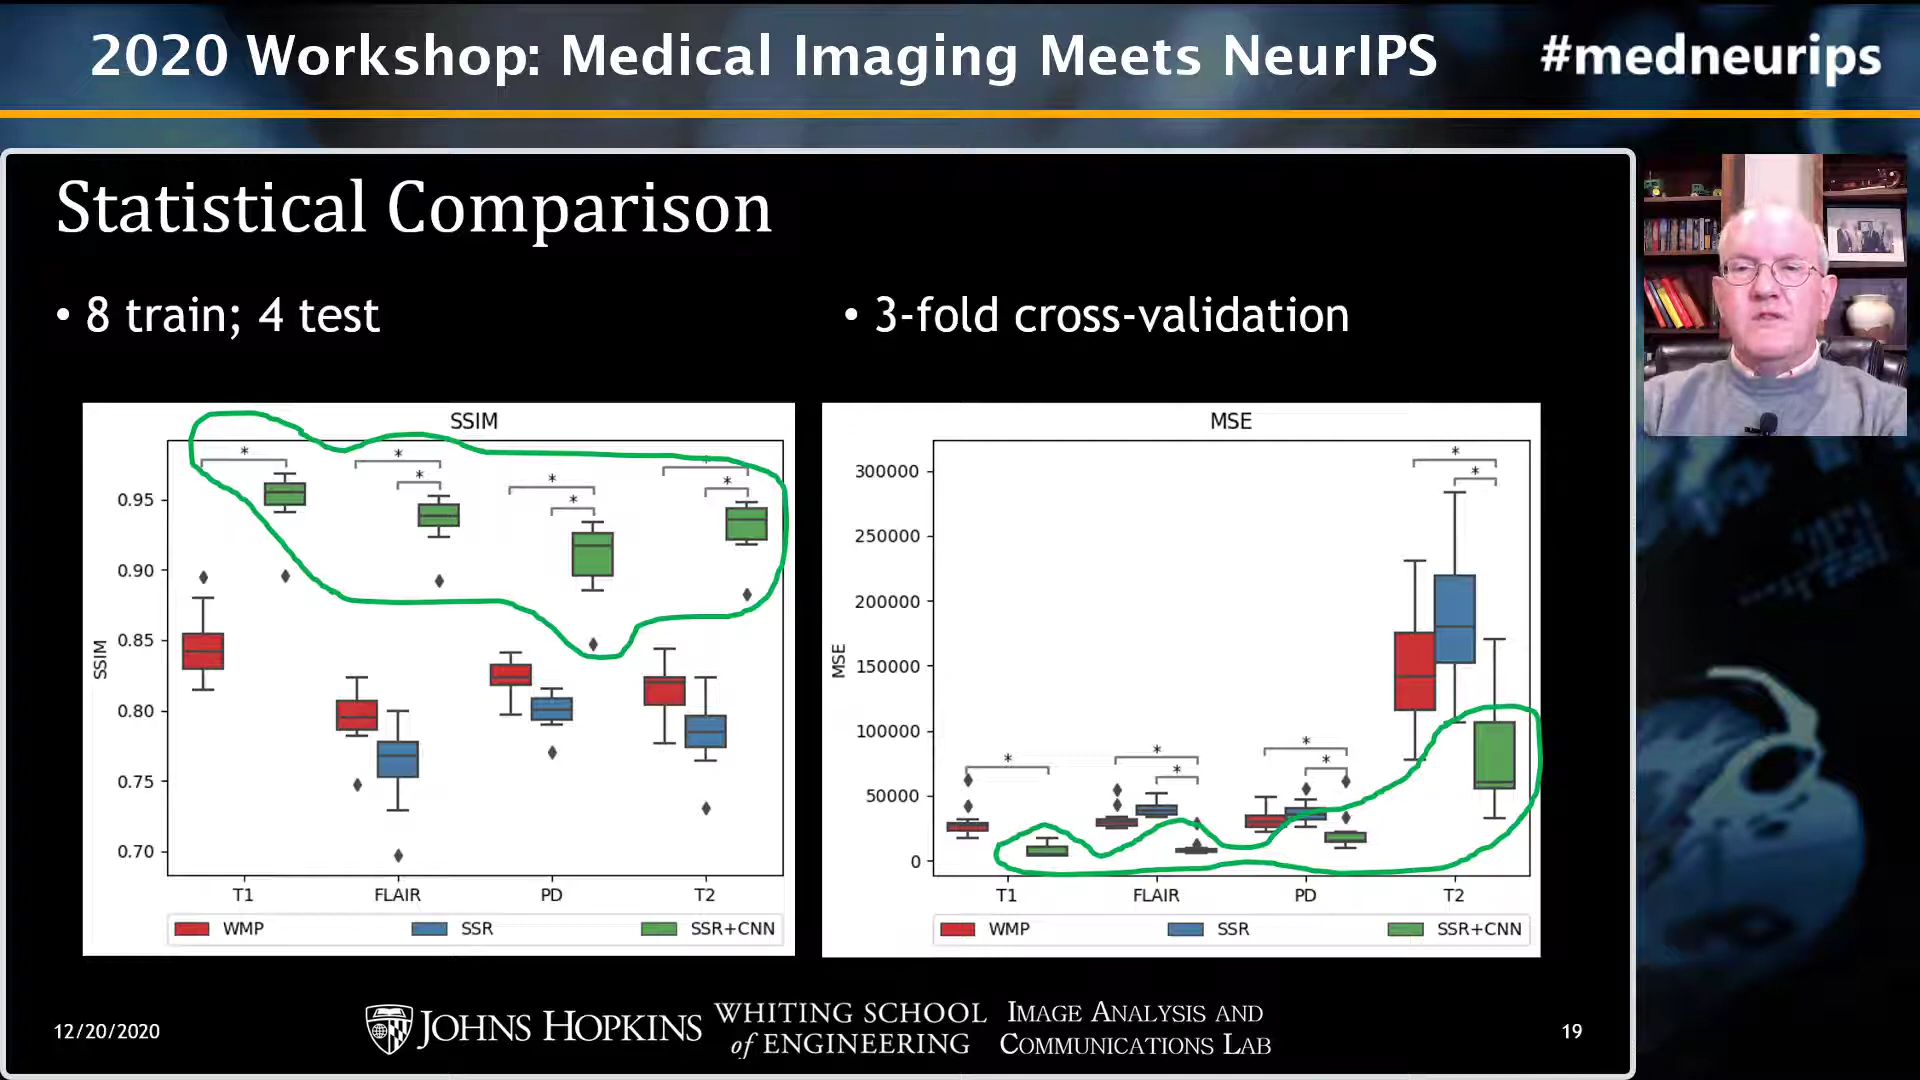 2020 Workshop: Medical Imaging Meets NeurIPS #medneurips
Statistical Comparison
• 8 train; 4 test
• 3-fold cross-validation
SSIM
* * * * * * *
0.95
0.90
0.85
0.80
0.75
0.70
SSIM
T1 FLAIR PD T2
WMP SSR SSR+CNN
MSE
* * * * * * *
300000
250000
200000
150000
100000
50000
0
MSE
T1 FLAIR PD T2
WMP SSR SSR+CNN
12/20/2020
JOHNS HOPKINS
WHITING SCHOOL
of ENGINEERING
IMAGE ANALYSIS AND
COMMUNICATIONS LAB
19